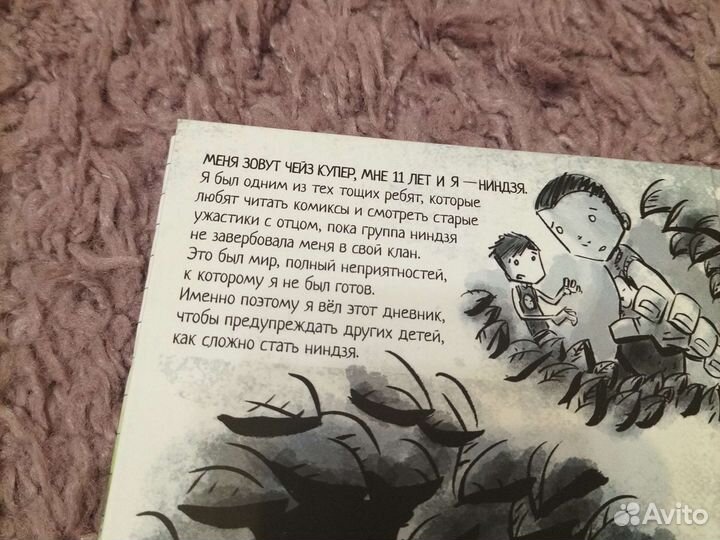 МЕНЯ ЗОВУТ ЧЕЙЗ КУПЕР, МНЕ 11 ЛЕТ И Я — НИНДЗЯ.
Я был одним из тех тощих ребят, которые
любят читать комиксы и смотреть старые
ужастики с отцом, пока группа ниндзя
не завербовала меня в свой клан.
Это был мир, полный неприятностей,
к которому я не был готов.
Именно поэтому я вёл этот дневник,
чтобы предупреждать других детей,
как сложно стать ниндзя.
Avito